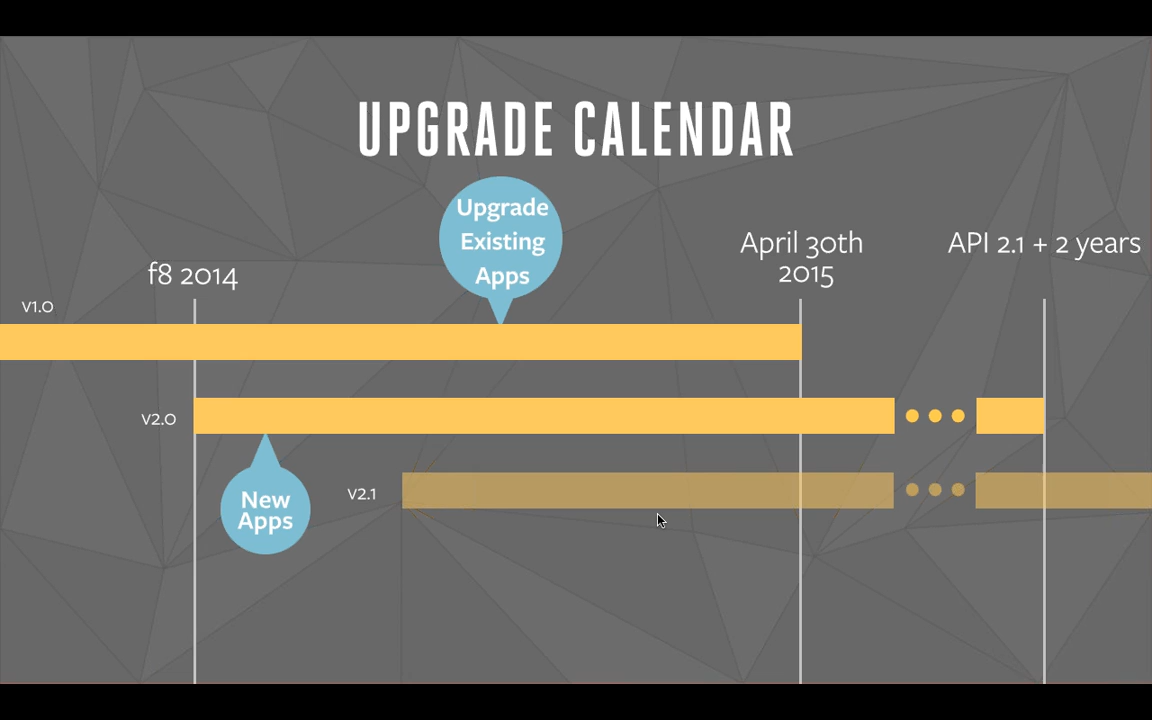 UPGRADE CALENDAR
Upgrade
Existing
Apps
f8 2014
April 30th
2015
API 2.1 + 2 years
v1.0
v2.0
New
Apps
v2.1